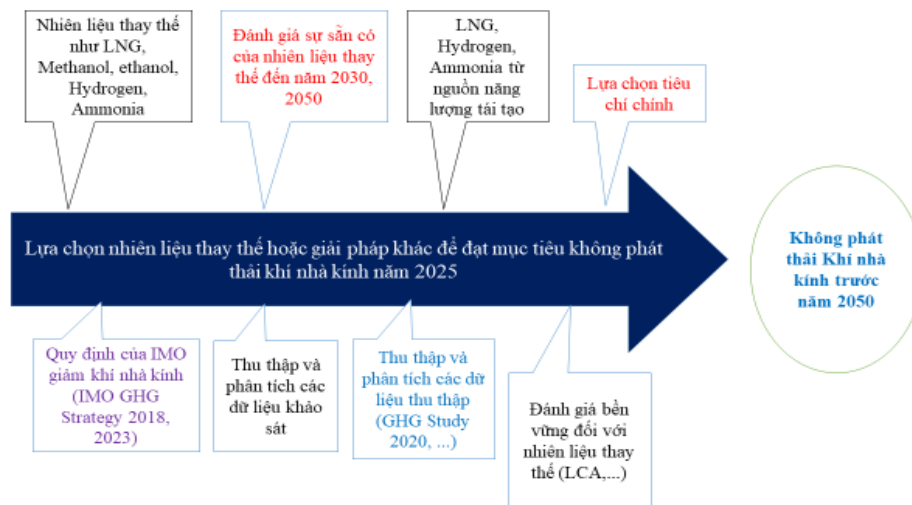 Nhiên liệu thay thế
như LNG,
Methanol, ethanol,
Hydrogen,
Ammonia
Đánh giá sự sẵn có
của nhiên liệu thay
thế đến năm 2030,
2050
LNG,
Hydrogen,
Ammonia từ
nguồn năng
lượng tái tạo
Lựa chọn tiêu
chí chính
Lựa chọn nhiên liệu thay thế hoặc giải pháp khác để đạt mục tiêu không phát
thải khí nhà kính năm 2025
Không phát
thải Khí nhà
kính trước
năm 2050
Quy định của IMO
giảm khí nhà kính
(IMO GHG
Strategy 2018,
2023)
Thu thập và
phân tích các
dữ liệu khảo
sát
Thu thập và
phân tích các dữ
liệu thu thập
(GHG Study
2020, ...)
Đánh giá bền
vững đối với
nhiên liệu thay
thế (LCA,...)